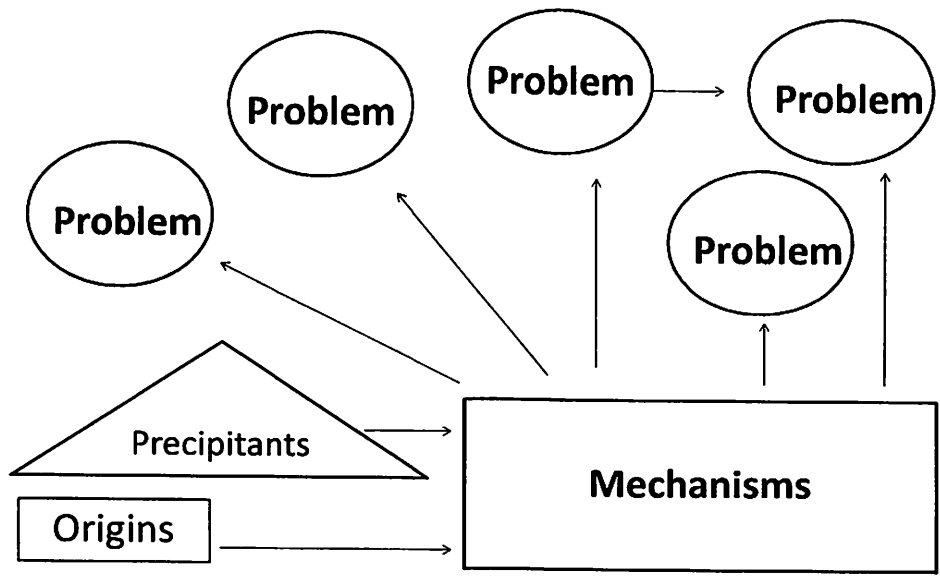 Problem
Problem
Problem
Problem
Problem
Precipitants
Mechanisms
Origins